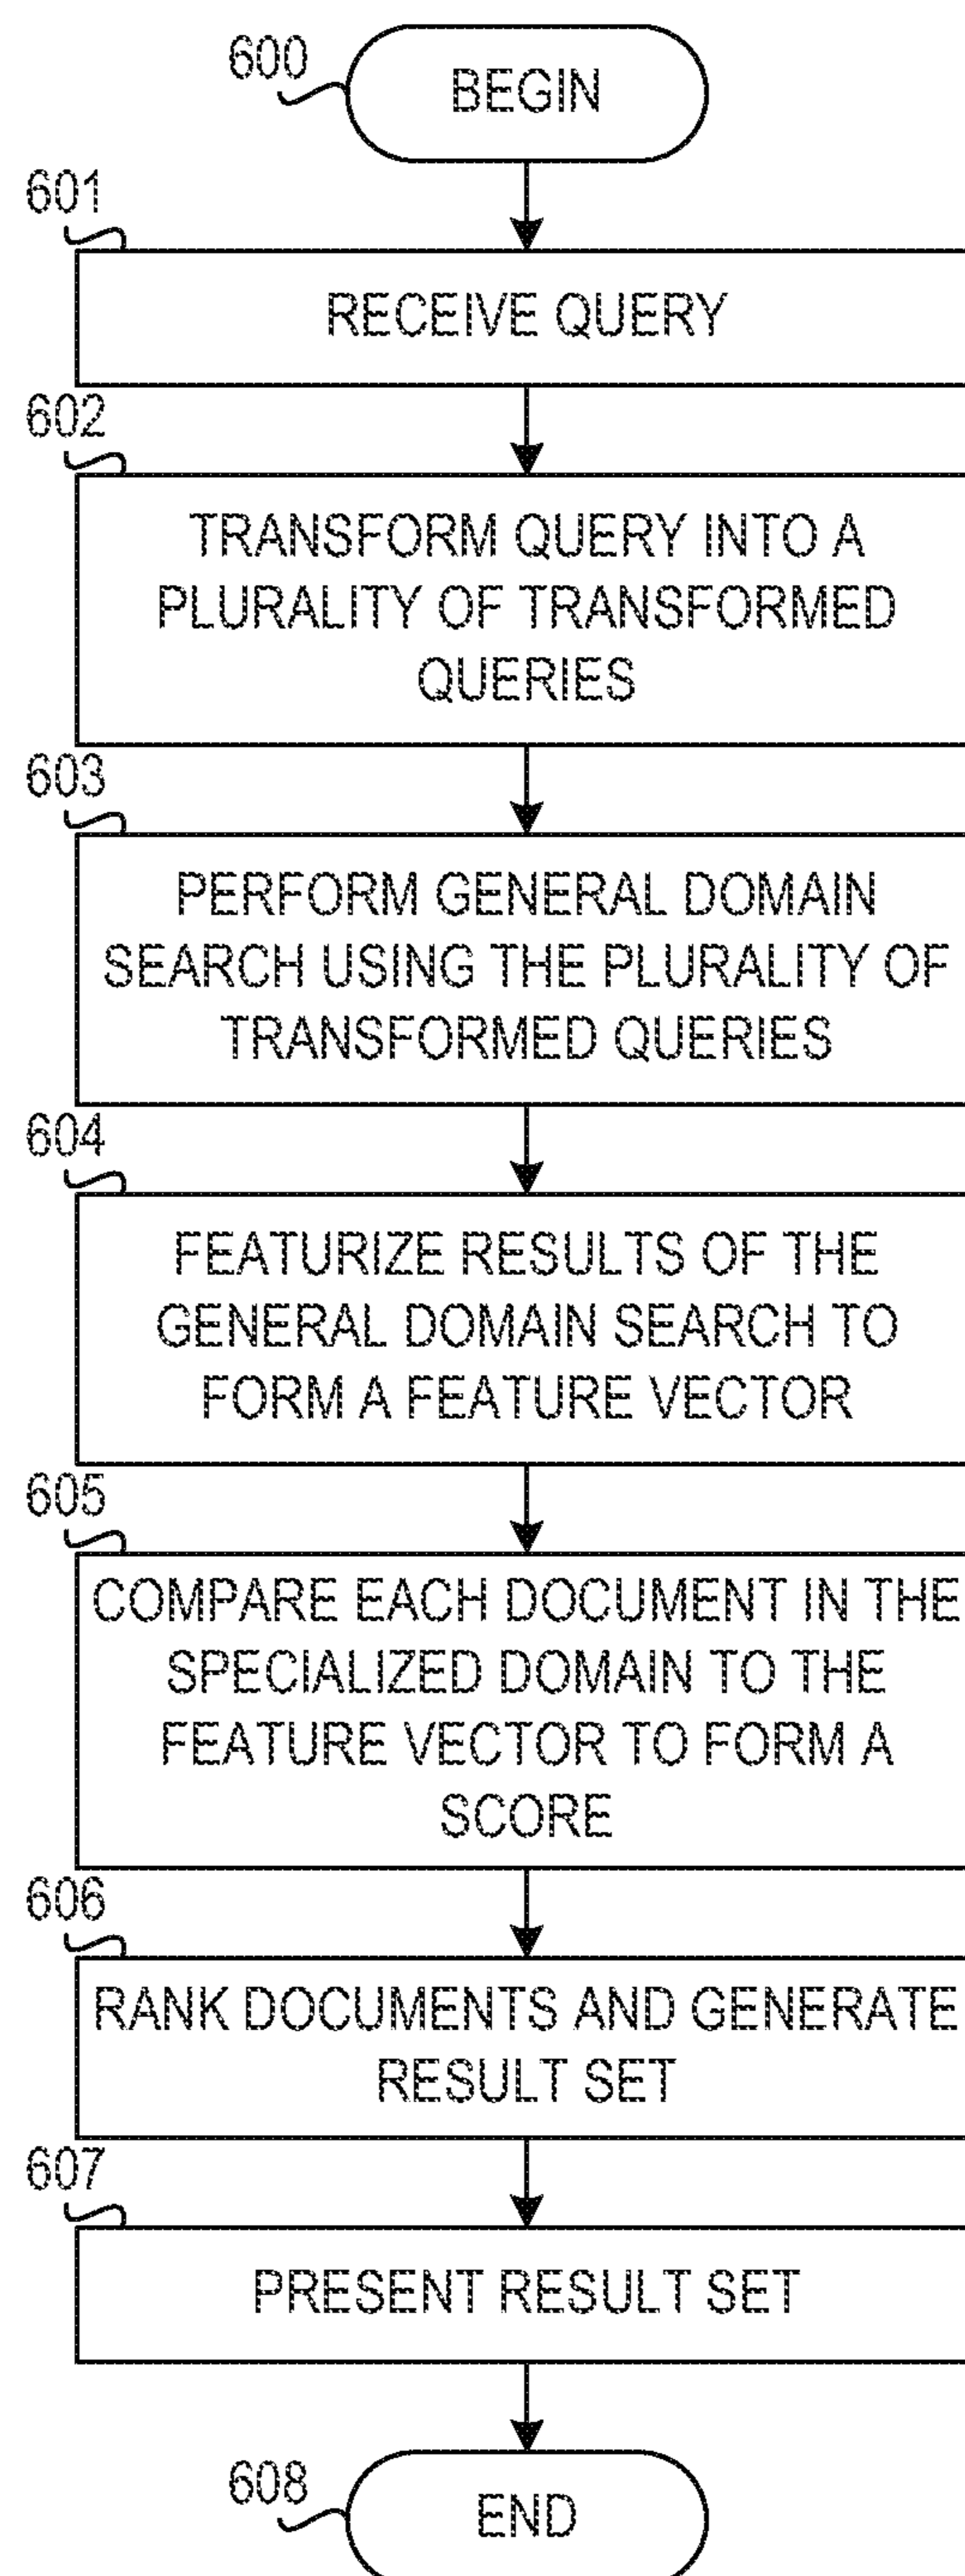 600
BEGIN
601
RECEIVE QUERY
602
TRANSFORM QUERY INTO A
PLURALITY OF TRANSFORMED
QUERIES
603
PERFORM GENERAL DOMAIN
SEARCH USING THE PLURALITY OF
TRANSFORMED QUERIES
604
FEATURIZE RESULTS OF THE
GENERAL DOMAIN SEARCH TO
FORM A FEATURE VECTOR
605
COMPARE EACH DOCUMENT IN THE
SPECIALIZED DOMAIN TO THE
FEATURE VECTOR TO FORM A
SCORE
606
RANK DOCUMENTS AND GENERATE
RESULT SET
607
PRESENT RESULT SET
608
END